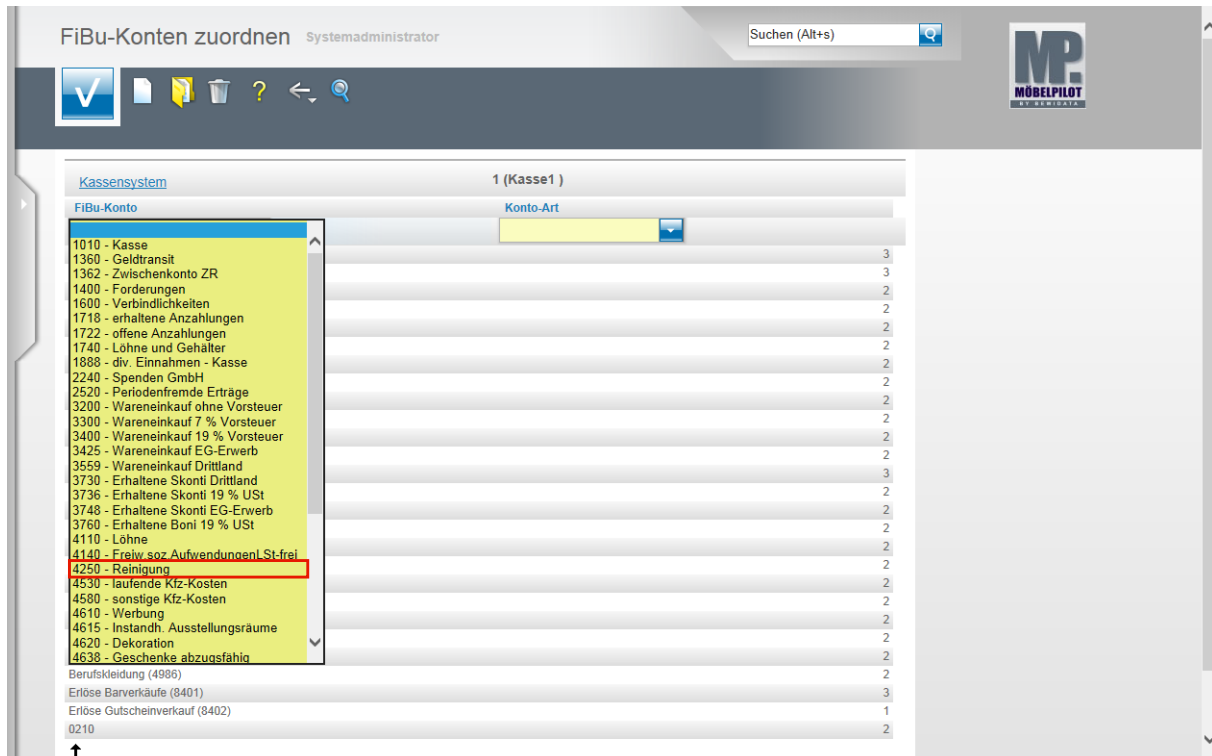 FiBu-Konten zuordnen Systemadministrator
Suchen (Alt+s)
MP.
MÖBELPILOT
BY BEWIDATA
?
Kassensystem 1 (Kasse1 )
FiBu-Konto Konto-Art
1010 - Kasse
1360 - Geldtransit 3
1362 - Zwischenkonto ZR 3
1400 - Forderungen 2
1600 - Verbindlichkeiten 2
1718 - erhaltene Anzahlungen 2
1722 - offene Anzahlungen
1740 - Löhne und Gehälter 2
1888 - div. Einnahmen - Kasse 2
2240 - Spenden GmbH 2
2520 - Periodenfremde Erträge 2
3200 - Wareneinkauf ohne Vorsteuer
3300 - Wareneinkauf 7 % Vorsteuer 2
3400 - Wareneinkauf 19 % Vorsteuer 2
3425 - Wareneinkauf EG-Erwerb 2
3559 - Wareneinkauf Drittland 3
3730 - Erhaltene Skonti Drittland
3736 - Erhaltene Skonti 19 % USt 2
3748 - Erhaltene Skonti EG-Erwerb 2
3760 - Erhaltene Boni 19 % USt 2
4110 - Löhne 2
4140 - Freiw.soz.AufwendungenLSt-frei
4250 - Reinigung 2
4530 - laufende Kfz-Kosten 2
4580 - sonstige Kfz-Kosten 2
4610 - Werbung 2
4615 - Instandh. Ausstellungsräume
4620 - Dekoration 2
4638 - Geschenke abzugsfähig 2
Berufskleidung (4986) 2
Erlöse Barverkäufe (8401) 3
Erlöse Gutscheinverkauf (8402) 1
0210 2